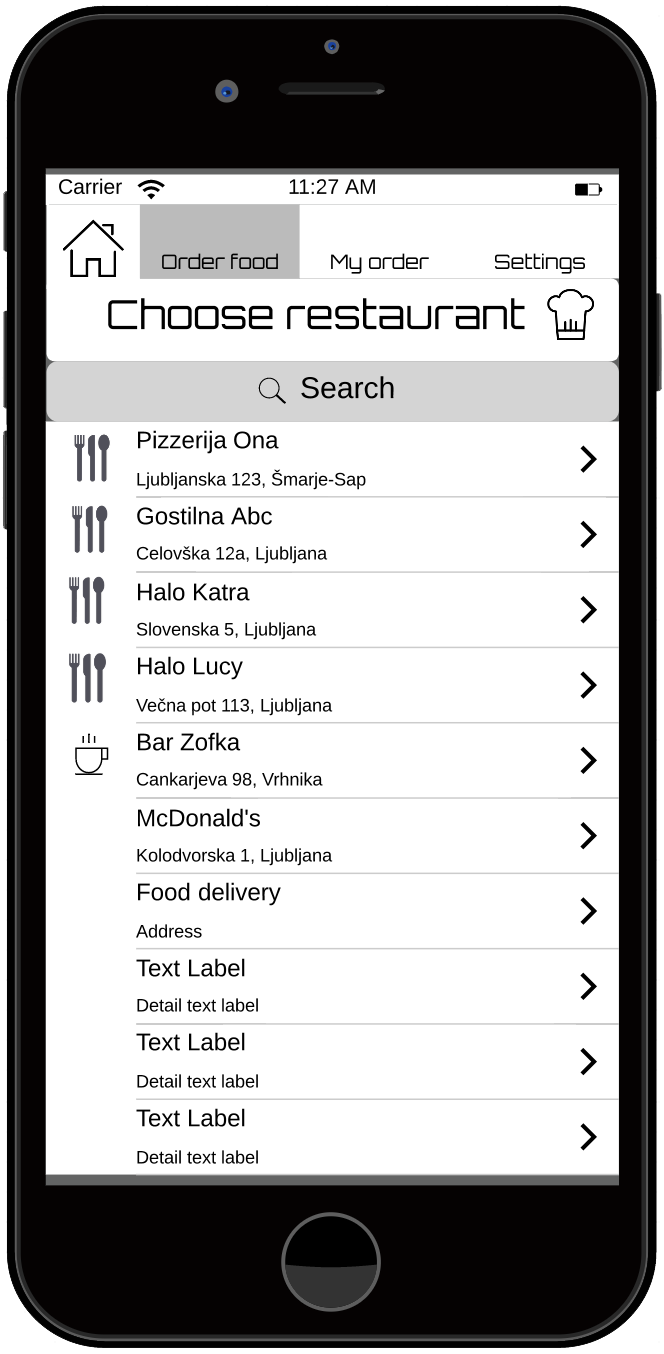 Carrier 11:27 AM
Order food My order Settings
Choose restaurant
Search
Pizzerija Ona
Ljubljanska 123, Šmarje-Sap
Gostilna Abc
Celovška 12a, Ljubljana
Halo Katra
Slovenska 5, Ljubljana
Halo Lucy
Večna pot 113, Ljubljana
Bar Zofka
Cankarjeva 98, Vrhnika
McDonald's
Kolodvorska 1, Ljubljana
Food delivery
Address
Text Label
Detail text label
Text Label
Detail text label
Text Label
Detail text label